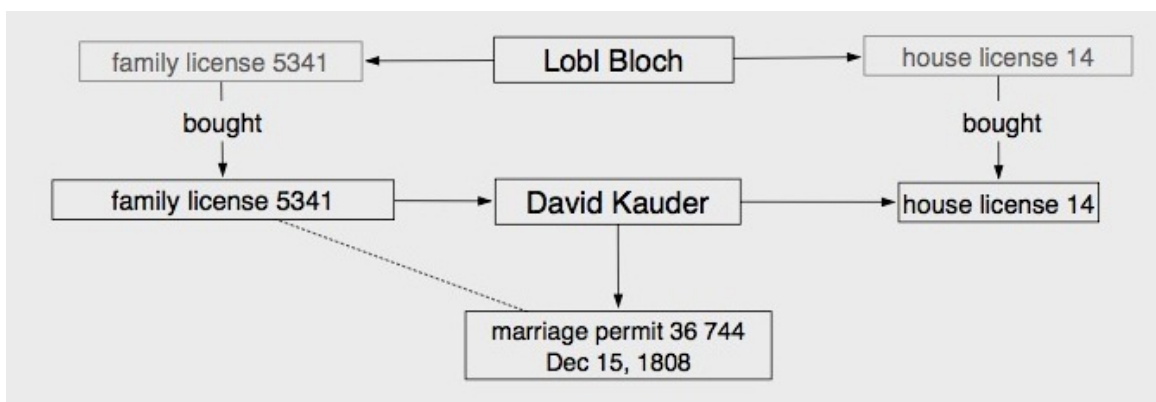 family license 5341
Lobl Bloch
house license 14
bought
bought
family license 5341
David Kauder
house license 14
marriage permit 36 744
Dec 15, 1808